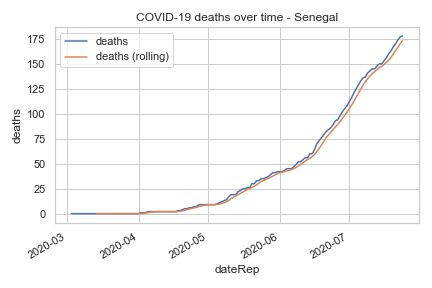 COVID-19 deaths over time - Senegal
deaths
deaths (rolling)
175
150
125
100
75
50
25
0
deaths
2020-03
2020-04
2020-05
2020-06
2020-07
dateRep